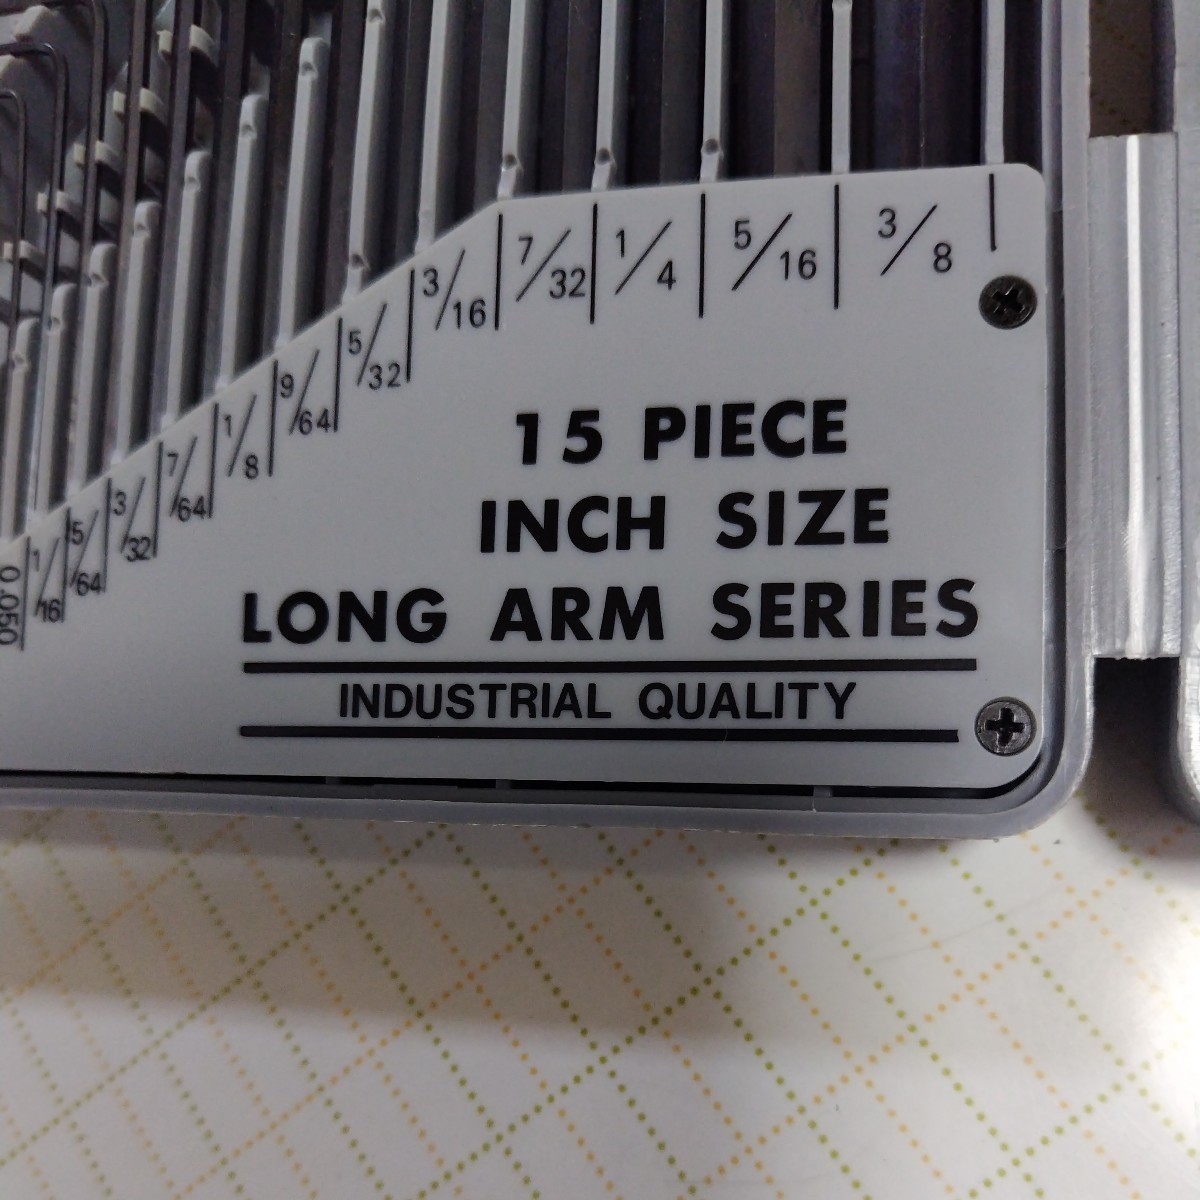 0.050 1/16 5/64 3/32 7/64 1/8 9/64 5/32 3/16 7/32 1/4 5/16 3/8
15 PIECE
INCH SIZE
LONG ARM SERIES
INDUSTRIAL QUALITY